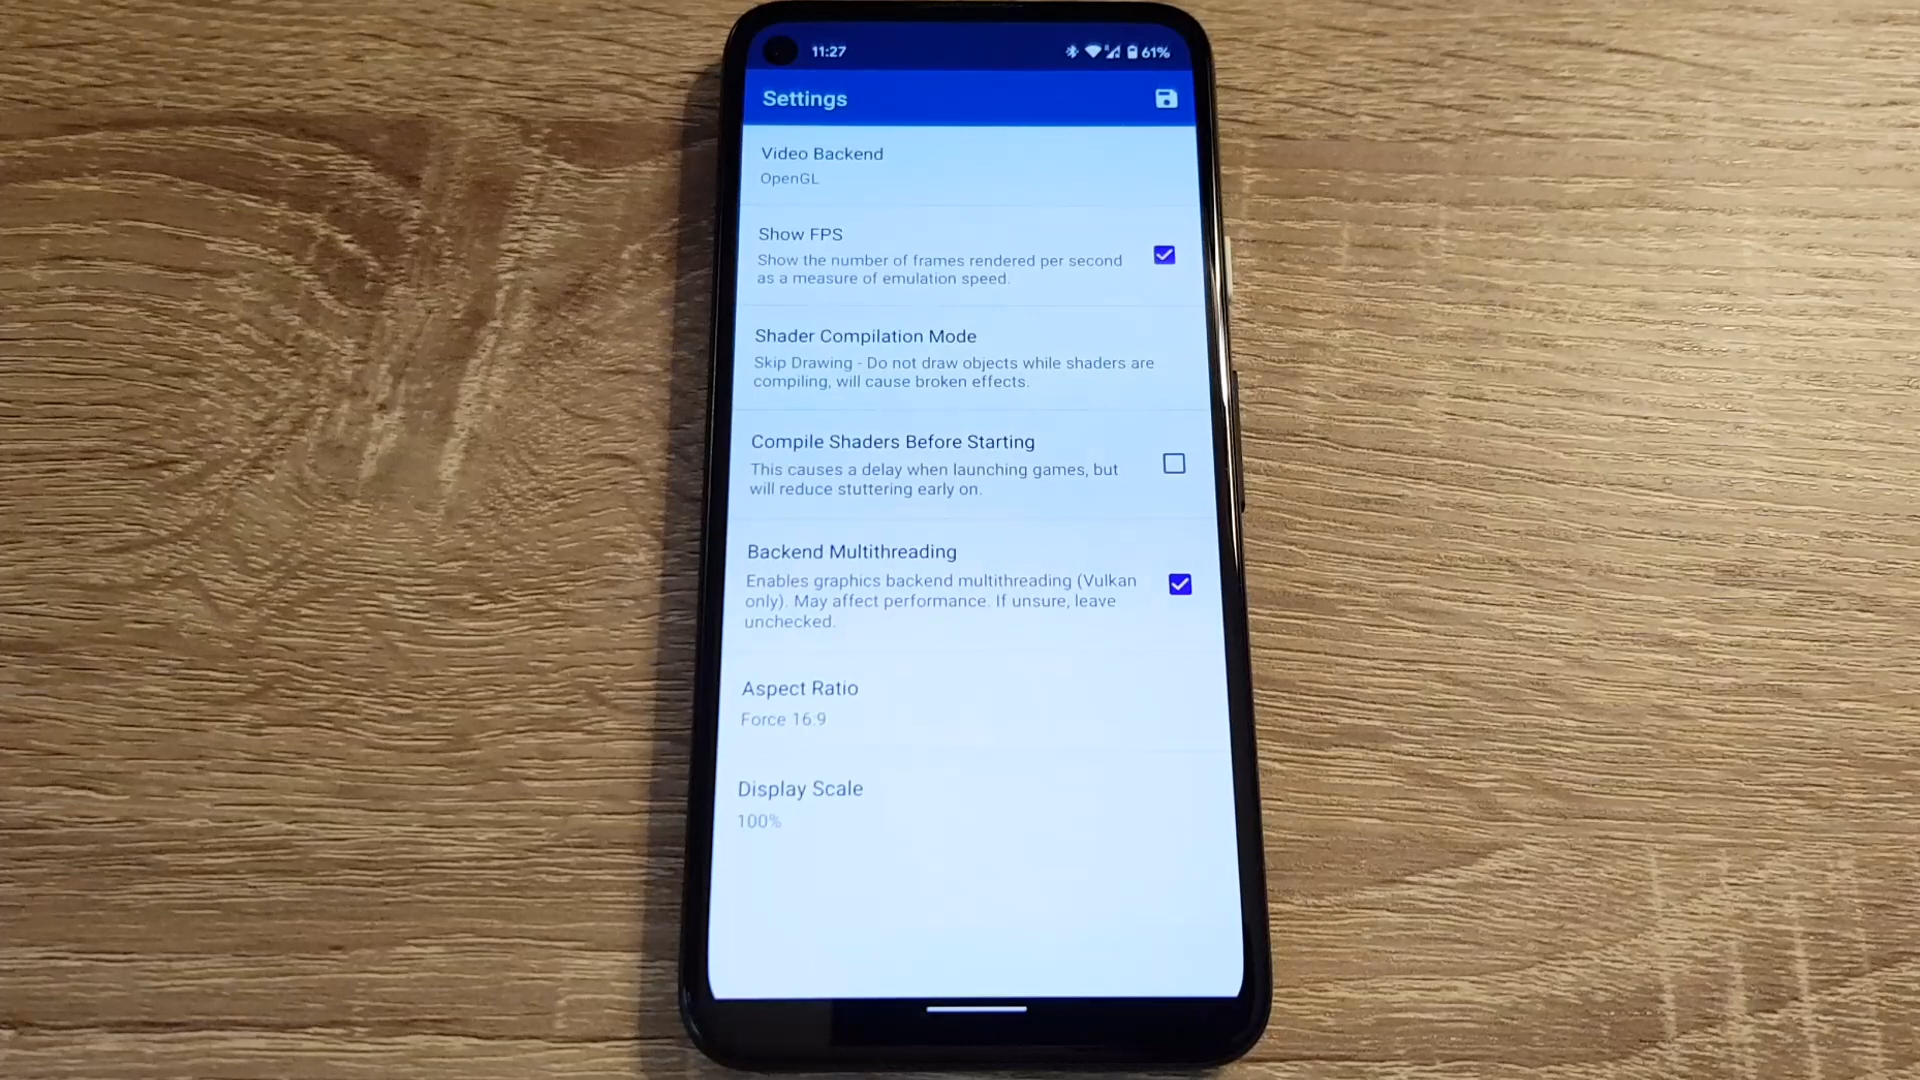 11:27
61%
Settings
Video Backend
OpenGL
Show FPS
Show the number of frames rendered per second
as a measure of emulation speed.
Shader Compilation Mode
Skip Drawing - Do not draw objects while shaders are
compiling, will cause broken effects.
Compile Shaders Before Starting
This causes a delay when launching games, but
will reduce stuttering early on.
Backend Multithreading
Enables graphics backend multithreading (Vulkan
only). May affect performance. If unsure, leave
unchecked.
Aspect Ratio
Force 16:9
Display Scale
100%